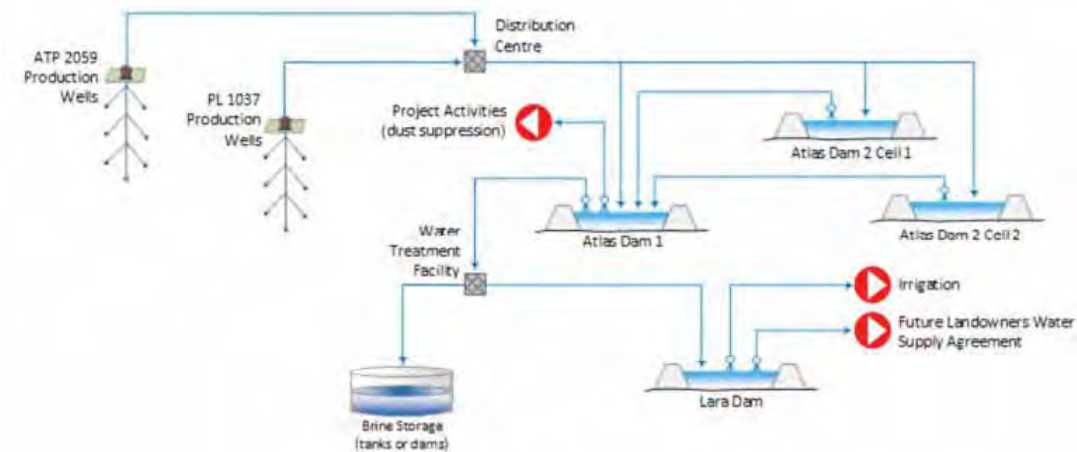 Distribution
Centre
ATP 2059
Production
Wells
PL 1037
Production
Wells
Project Activities
(dust suppression)
Atlas Dam 2 Cell 1
Atlas Dam 1
Atlas Dam 2 Cell 2
Water
Treatment
Facility
Irrigation
Future Landowners Water
Supply Agreement
Lara Dam
Brine Storage
(tanks or dams)